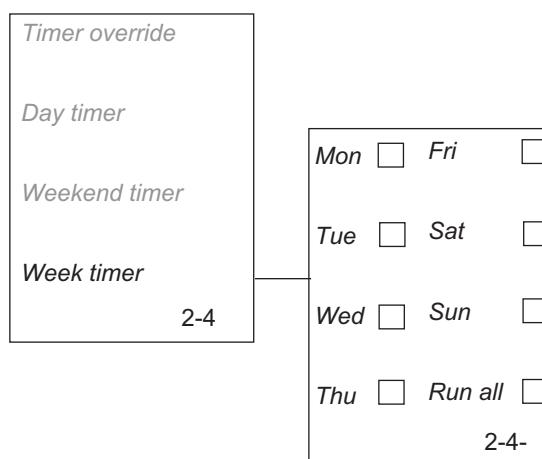 Timer override
Day timer
Weekend timer
Week timer
2-4
Mon Fri
Tue Sat
Wed Sun
Thu Run all
2-4-